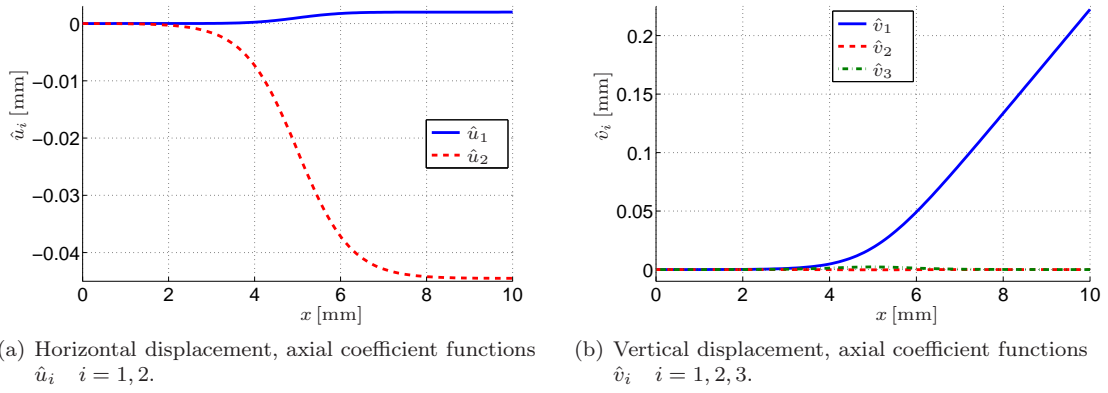 0
−0.01
−0.02
−0.03
−0.04
û_i [mm]
û_1
û_2
0 2 4 6 8 10
x [mm]
0.2
0.15
0.1
0.05
0
v̂_i [mm]
v̂_1
v̂_2
v̂_3
0 2 4 6 8 10
x [mm]
a) Horizontal displacement, axial coefficient functions
û_i i = 1, 2.
(b) Vertical displacement, axial coefficient functions
v̂_i i = 1, 2, 3.